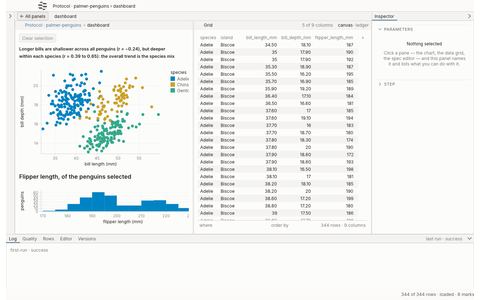 Protocol · palmer-penguins › dashboard
← All panels dashboard
Protocol · palmer-penguins › dashboard
Clear selection
Longer bills are shallower across all penguins (r = −0.24), but deeper
within each species (r = 0.39 to 0.65): the overall trend is the species mix
species
Adelie
Chins
Gento
bill depth (mm)
bill length (mm)
Flipper length, of the penguins selected
penguins
170 180 190 200 210 220
flipper length (mm)
Grid 5 of 9 columns canvas · ledger
species island bill_length_mm bill_depth_mm flipper_length_mm
Adelie Biscoe 34.50 18.10 187
Adelie Biscoe 35 17.90 190
Adelie Biscoe 35 17.90 192
Adelie Biscoe 35.30 18.90 187
Adelie Biscoe 35.50 16.20 195
Adelie Biscoe 35.70 16.90 185
Adelie Biscoe 35.90 19.20 189
Adelie Biscoe 36.40 17.10 184
Adelie Biscoe 36.50 16.60 181
Adelie Biscoe 37.60 17 185
Adelie Biscoe 37.60 19.10 194
Adelie Biscoe 37.70 16 183
Adelie Biscoe 37.70 18.70 180
Adelie Biscoe 37.80 18.30 174
Adelie Biscoe 37.80 20 190
Adelie Biscoe 37.90 18.60 172
Adelie Biscoe 37.90 18.60 193
Adelie Biscoe 38.10 16.50 198
Adelie Biscoe 38.10 17 181
Adelie Biscoe 38.20 18.10 185
Adelie Biscoe 38.20 20 190
Adelie Biscoe 38.60 17.20 199
Adelie Biscoe 38.80 17.20 180
Adelie Biscoe 39 17.50 186
where order by 344 rows · 9 columns
Inspector
PARAMETERS
Nothing selected
Click a pane — the chart, the data grid,
the spec editor — and this panel names
it and lists what you can do with it.
STEP
Log Quality Rows Editor Versions last run · success
first run · success
344 of 344 rows · loaded · 8 marks